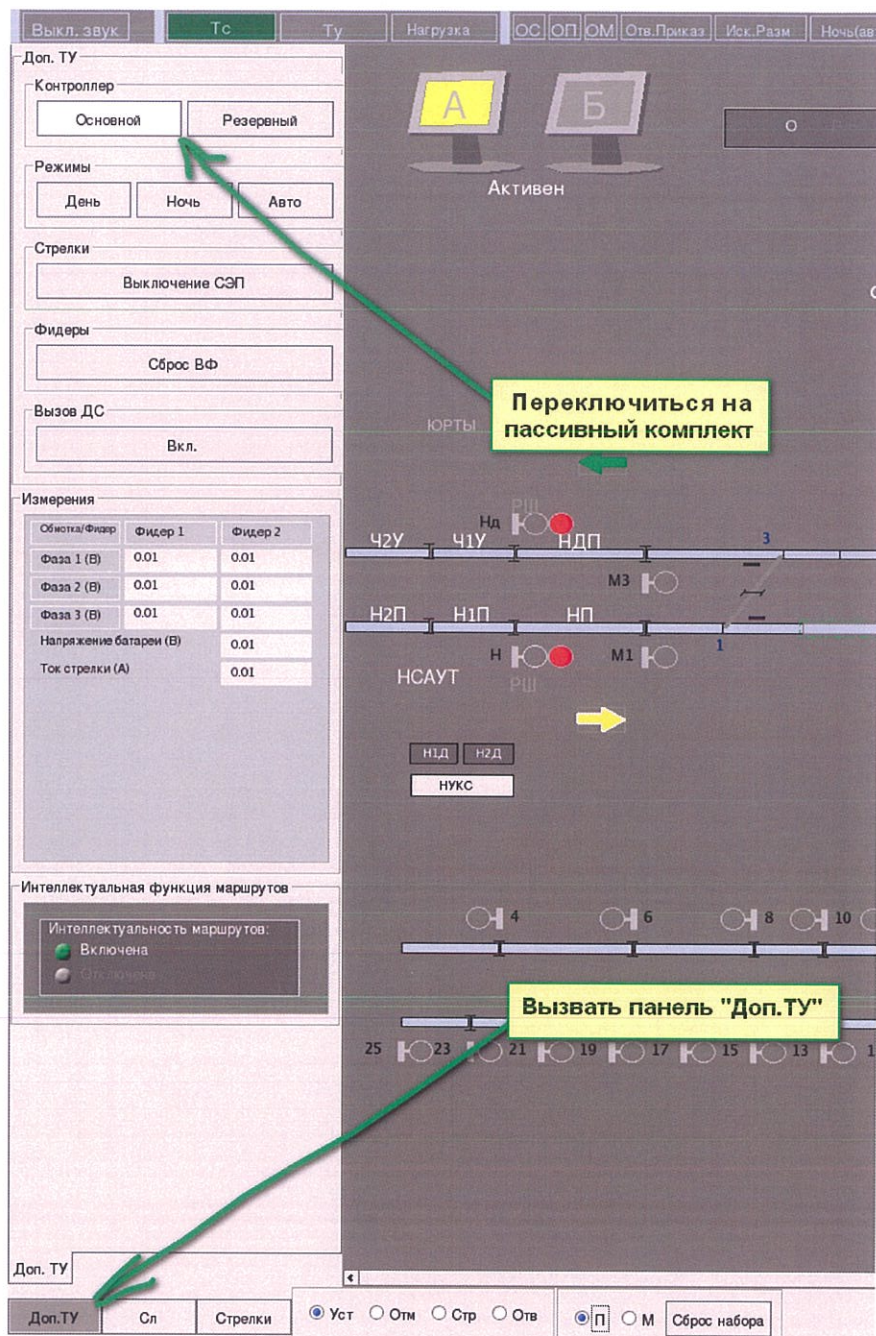 Выкл. звук Тс Ту Нагрузка ОС ОП ОМ Отв.Приказ Иск.Разм Ночь(ав
Доп. ТУ
Контроллер
Основной Резервный
А Б
О
Активен
Режимы
День Ночь Авто
Стрелки
Выключение СЭП
Фидеры
Сброс ВФ
Переключиться на
пассивный комплект
Вызов ДС
Вкл.
ЮРТЫ
Измерения
Обмотка/Фидер Фидер 1 Фидер 2
Фаза 1 (В) 0.01 0.01
Фаза 2 (В) 0.01 0.01
Фаза 3 (В) 0.01 0.01
Напряжение батареи (В) 0.01
Ток стрелки (А) 0.01
РШ
Нд
Ч2У Ч1У НДП 3
М3
Н2П Н1П НП
Н М1 1
НСАУТ РШ
Н1Д Н2Д
НУКС
Интеллектуальная функция маршрутов
Интеллектуальность маршрутов:
Включена
Отключена
4 6 8 10
Вызвать панель "Доп.ТУ"
25 23 21 19 17 15 13 1
Доп. ТУ
Доп.ТУ Сл Стрелки Уст Отм Стр Отв П М Сброс набора